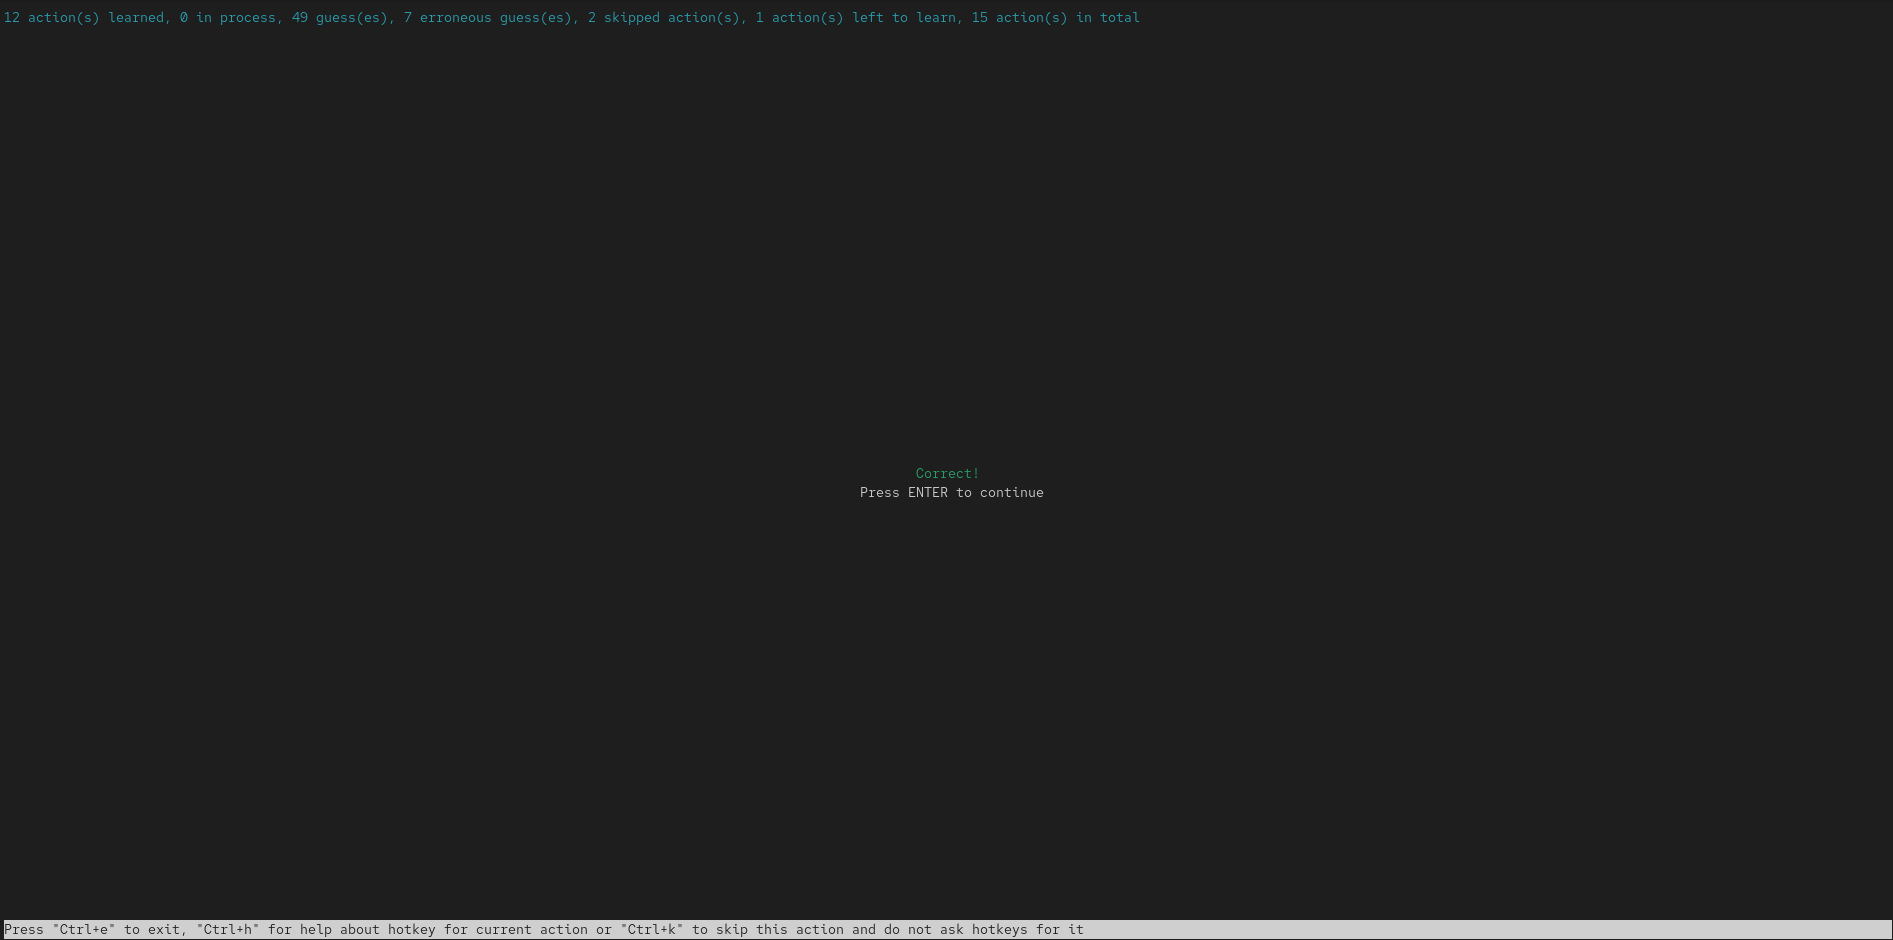 12 action(s) learned, 0 in process, 49 guess(es), 7 erroneous guess(es), 2 skipped action(s), 1 action(s) left to learn, 15 action(s) in total
Correct!
Press ENTER to continue
Press "Ctrl+e" to exit, "Ctrl+h" for help about hotkey for current action or "Ctrl+k" to skip this action and do not ask hotkeys for it